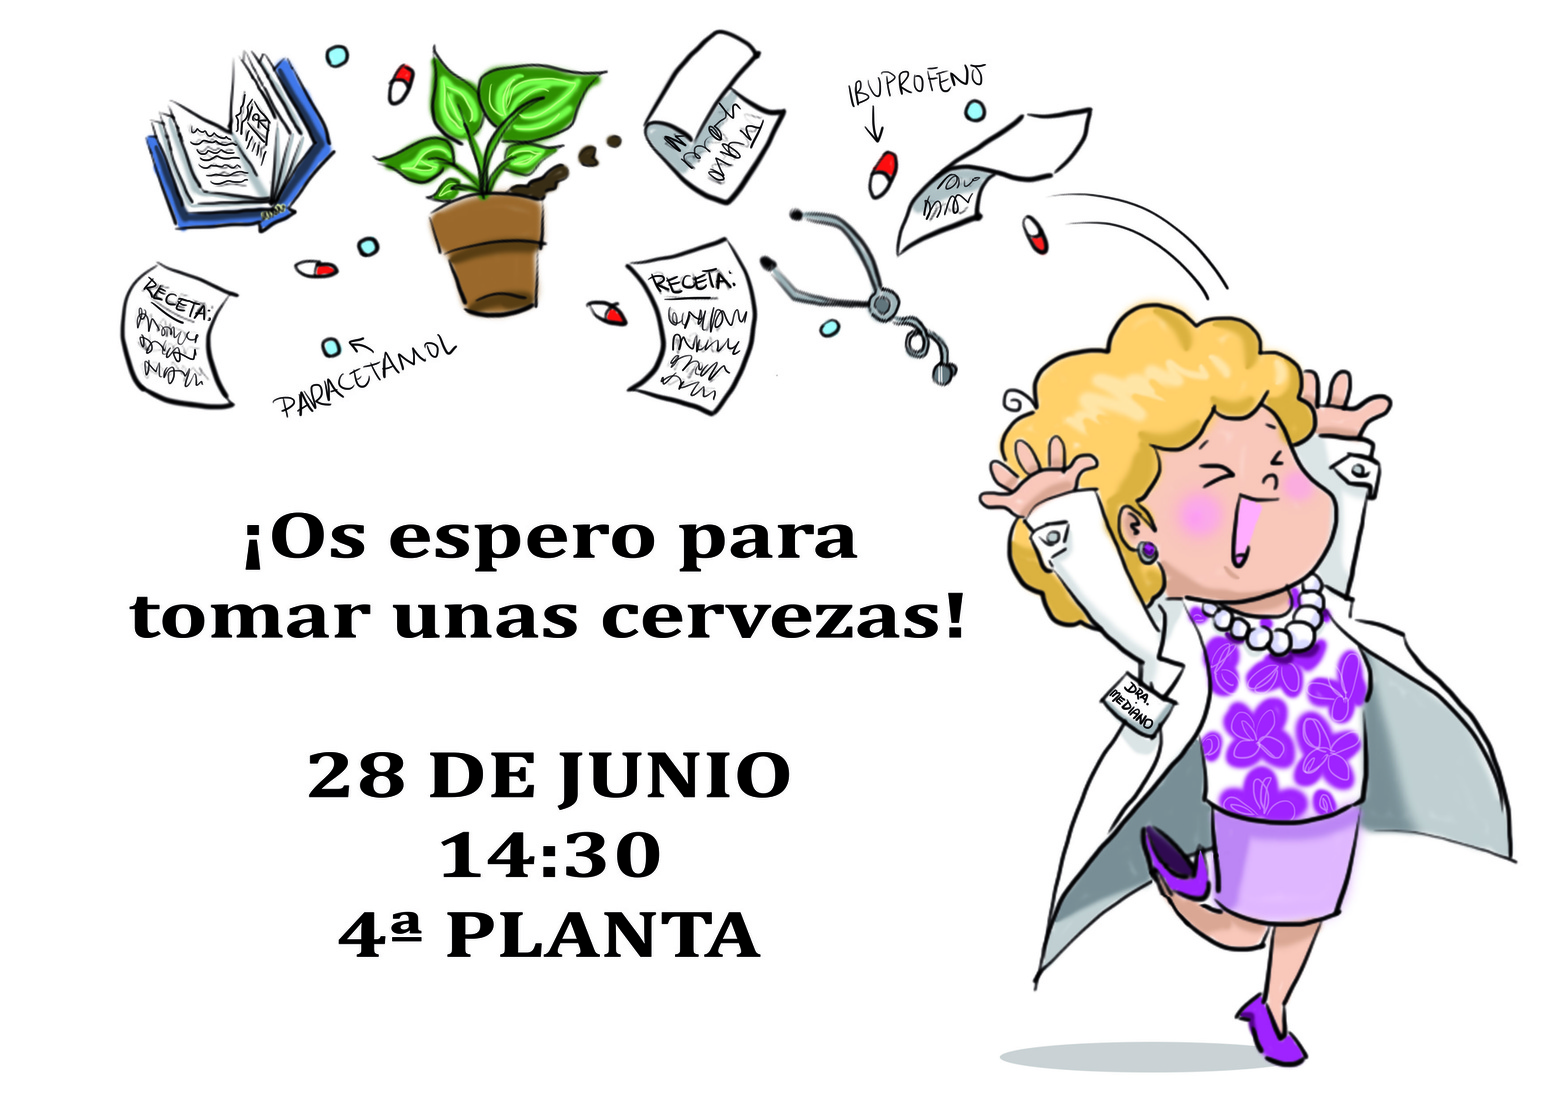 IBUPROFENO
RECETA:
RECETA:
PARACETAMOL
¡Os espero para
tomar unas cervezas!
DRA.
MEDIANO
28 DE JUNIO
14:30
4ª PLANTA